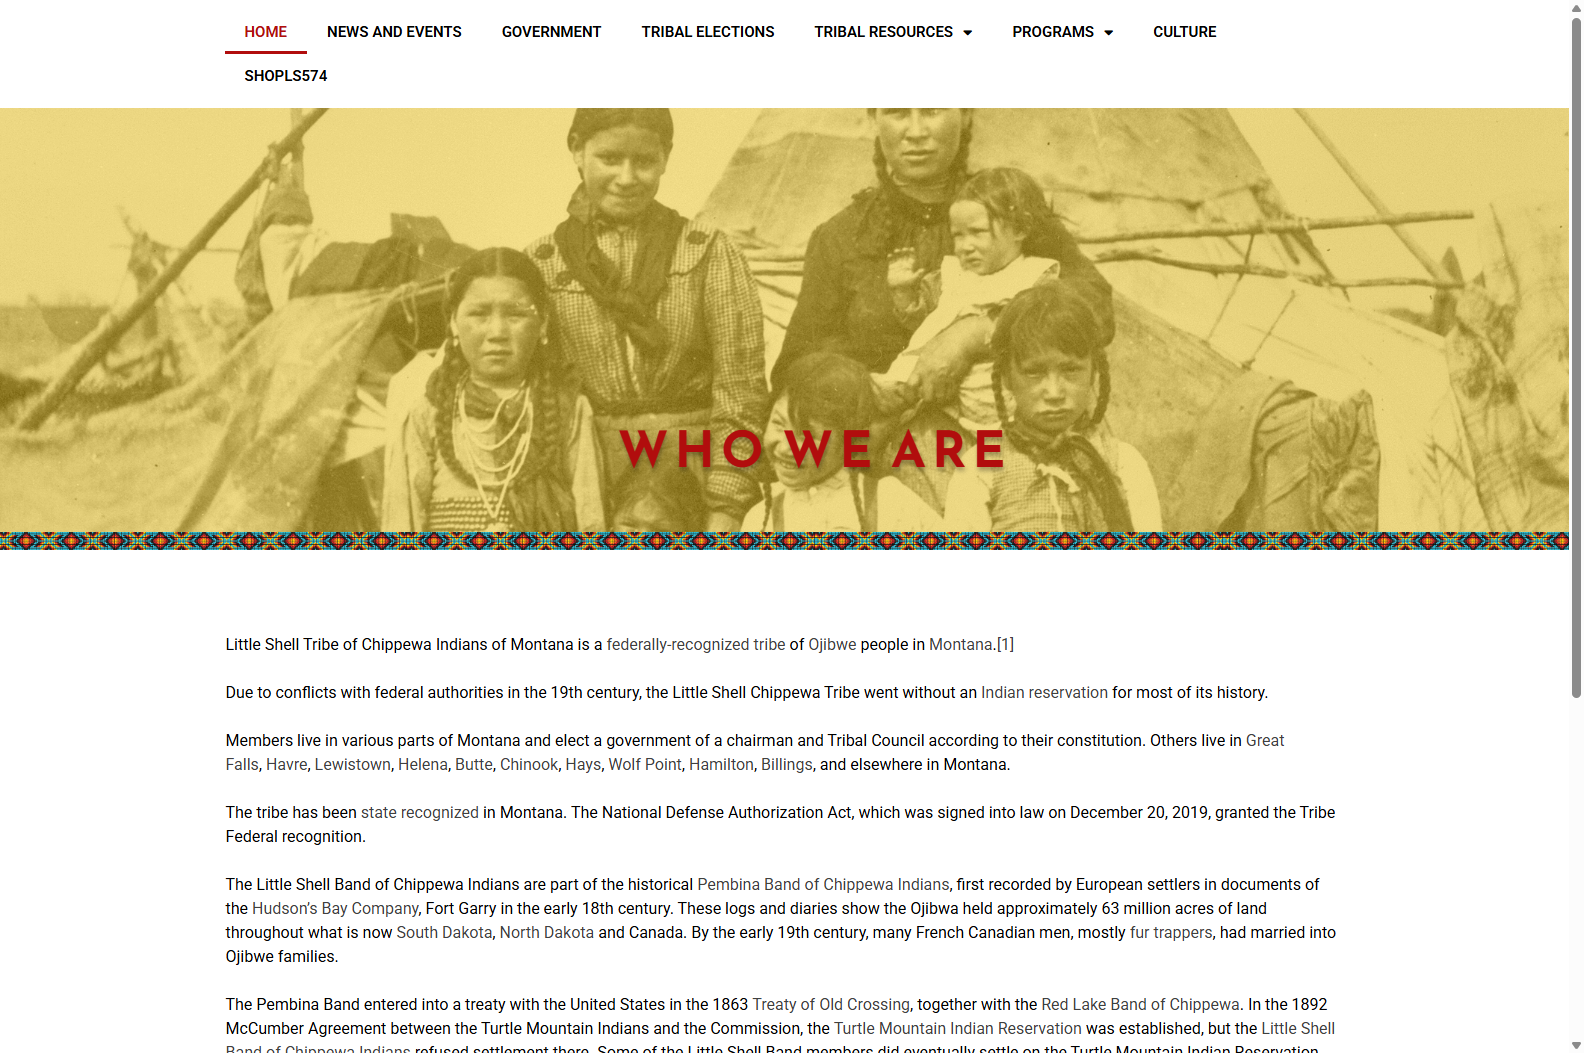 HOME NEWS AND EVENTS GOVERNMENT TRIBAL ELECTIONS TRIBAL RESOURCES PROGRAMS CULTURE
SHOPLS574
WHO WE ARE
Little Shell Tribe of Chippewa Indians of Montana is a federally-recognized tribe of Ojibwe people in Montana.[1]
Due to conflicts with federal authorities in the 19th century, the Little Shell Chippewa Tribe went without an Indian reservation for most of its history.
Members live in various parts of Montana and elect a government of a chairman and Tribal Council according to their constitution. Others live in Great
Falls, Havre, Lewistown, Helena, Butte, Chinook, Hays, Wolf Point, Hamilton, Billings, and elsewhere in Montana.
The tribe has been state recognized in Montana. The National Defense Authorization Act, which was signed into law on December 20, 2019, granted the Tribe
Federal recognition.
The Little Shell Band of Chippewa Indians are part of the historical Pembina Band of Chippewa Indians, first recorded by European settlers in documents of
the Hudson’s Bay Company, Fort Garry in the early 18th century. These logs and diaries show the Ojibwa held approximately 63 million acres of land
throughout what is now South Dakota, North Dakota and Canada. By the early 19th century, many French Canadian men, mostly fur trappers, had married into
Ojibwe families.
The Pembina Band entered into a treaty with the United States in the 1863 Treaty of Old Crossing, together with the Red Lake Band of Chippewa. In the 1892
McCumber Agreement between the Turtle Mountain Indians and the Commission, the Turtle Mountain Indian Reservation was established, but the Little Shell
Band of Chippewa Indians refused settlement there. Some of the Little Shell Band members did eventually settle on the Turtle Mountain Indian Reservation